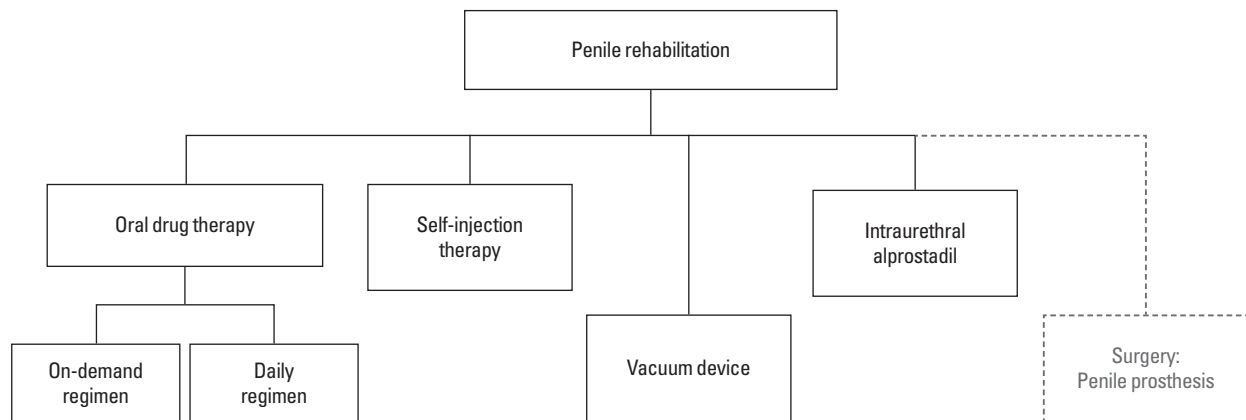 Penile rehabilitation
Oral drug therapy
Self-injection
therapy
Intraurethral
alprostadil
On-demand
regimen
Daily
regimen
Vacuum device
Surgery:
Penile prosthesis